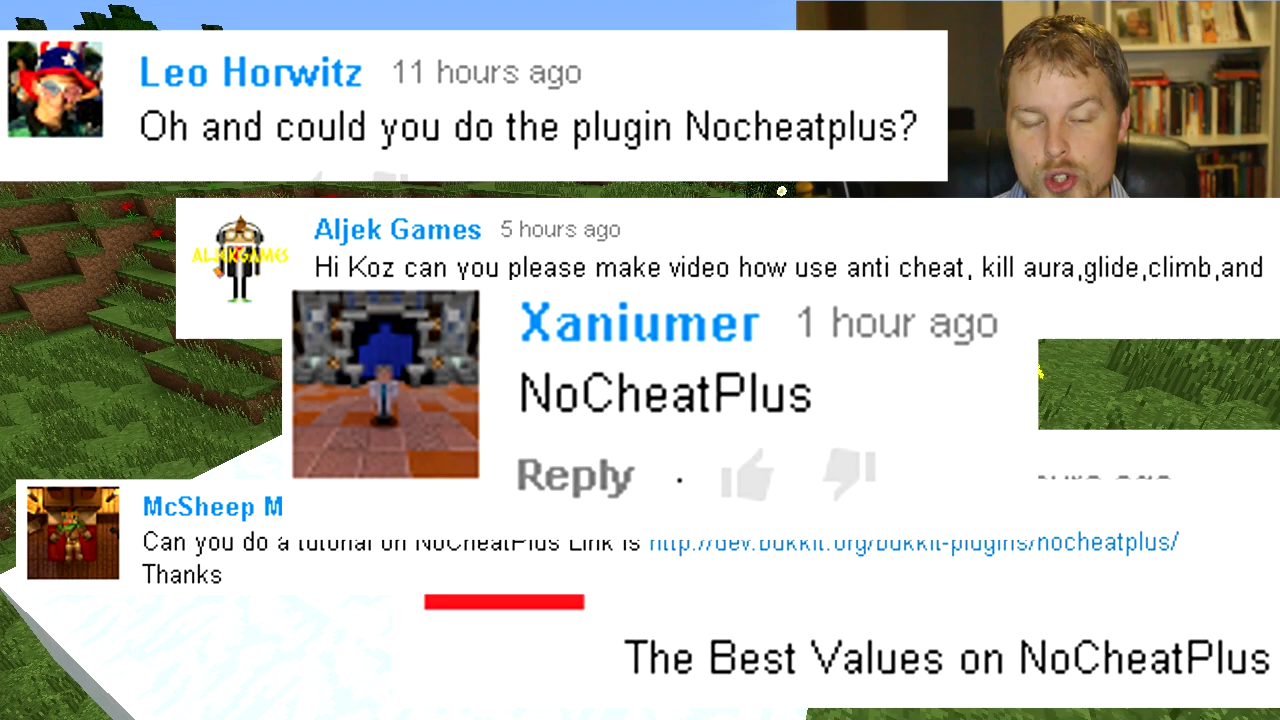 Leo Horwitz 11 hours ago
Oh and could you do the plugin Nocheatplus?
Aljek Games 5 hours ago
ALJEKGAMES
Hi Koz can you please make video how use anti cheat, kill aura,glide,climb,and
Xaniumer 1 hour ago
NoCheatPlus
Reply
McSheep M
Can you do a tutorial on NoCheatPlus Link is http://dev.bukkit.org/bukkit-plugins/nocheatplus/
Thanks
The Best Values on NoCheatPlus